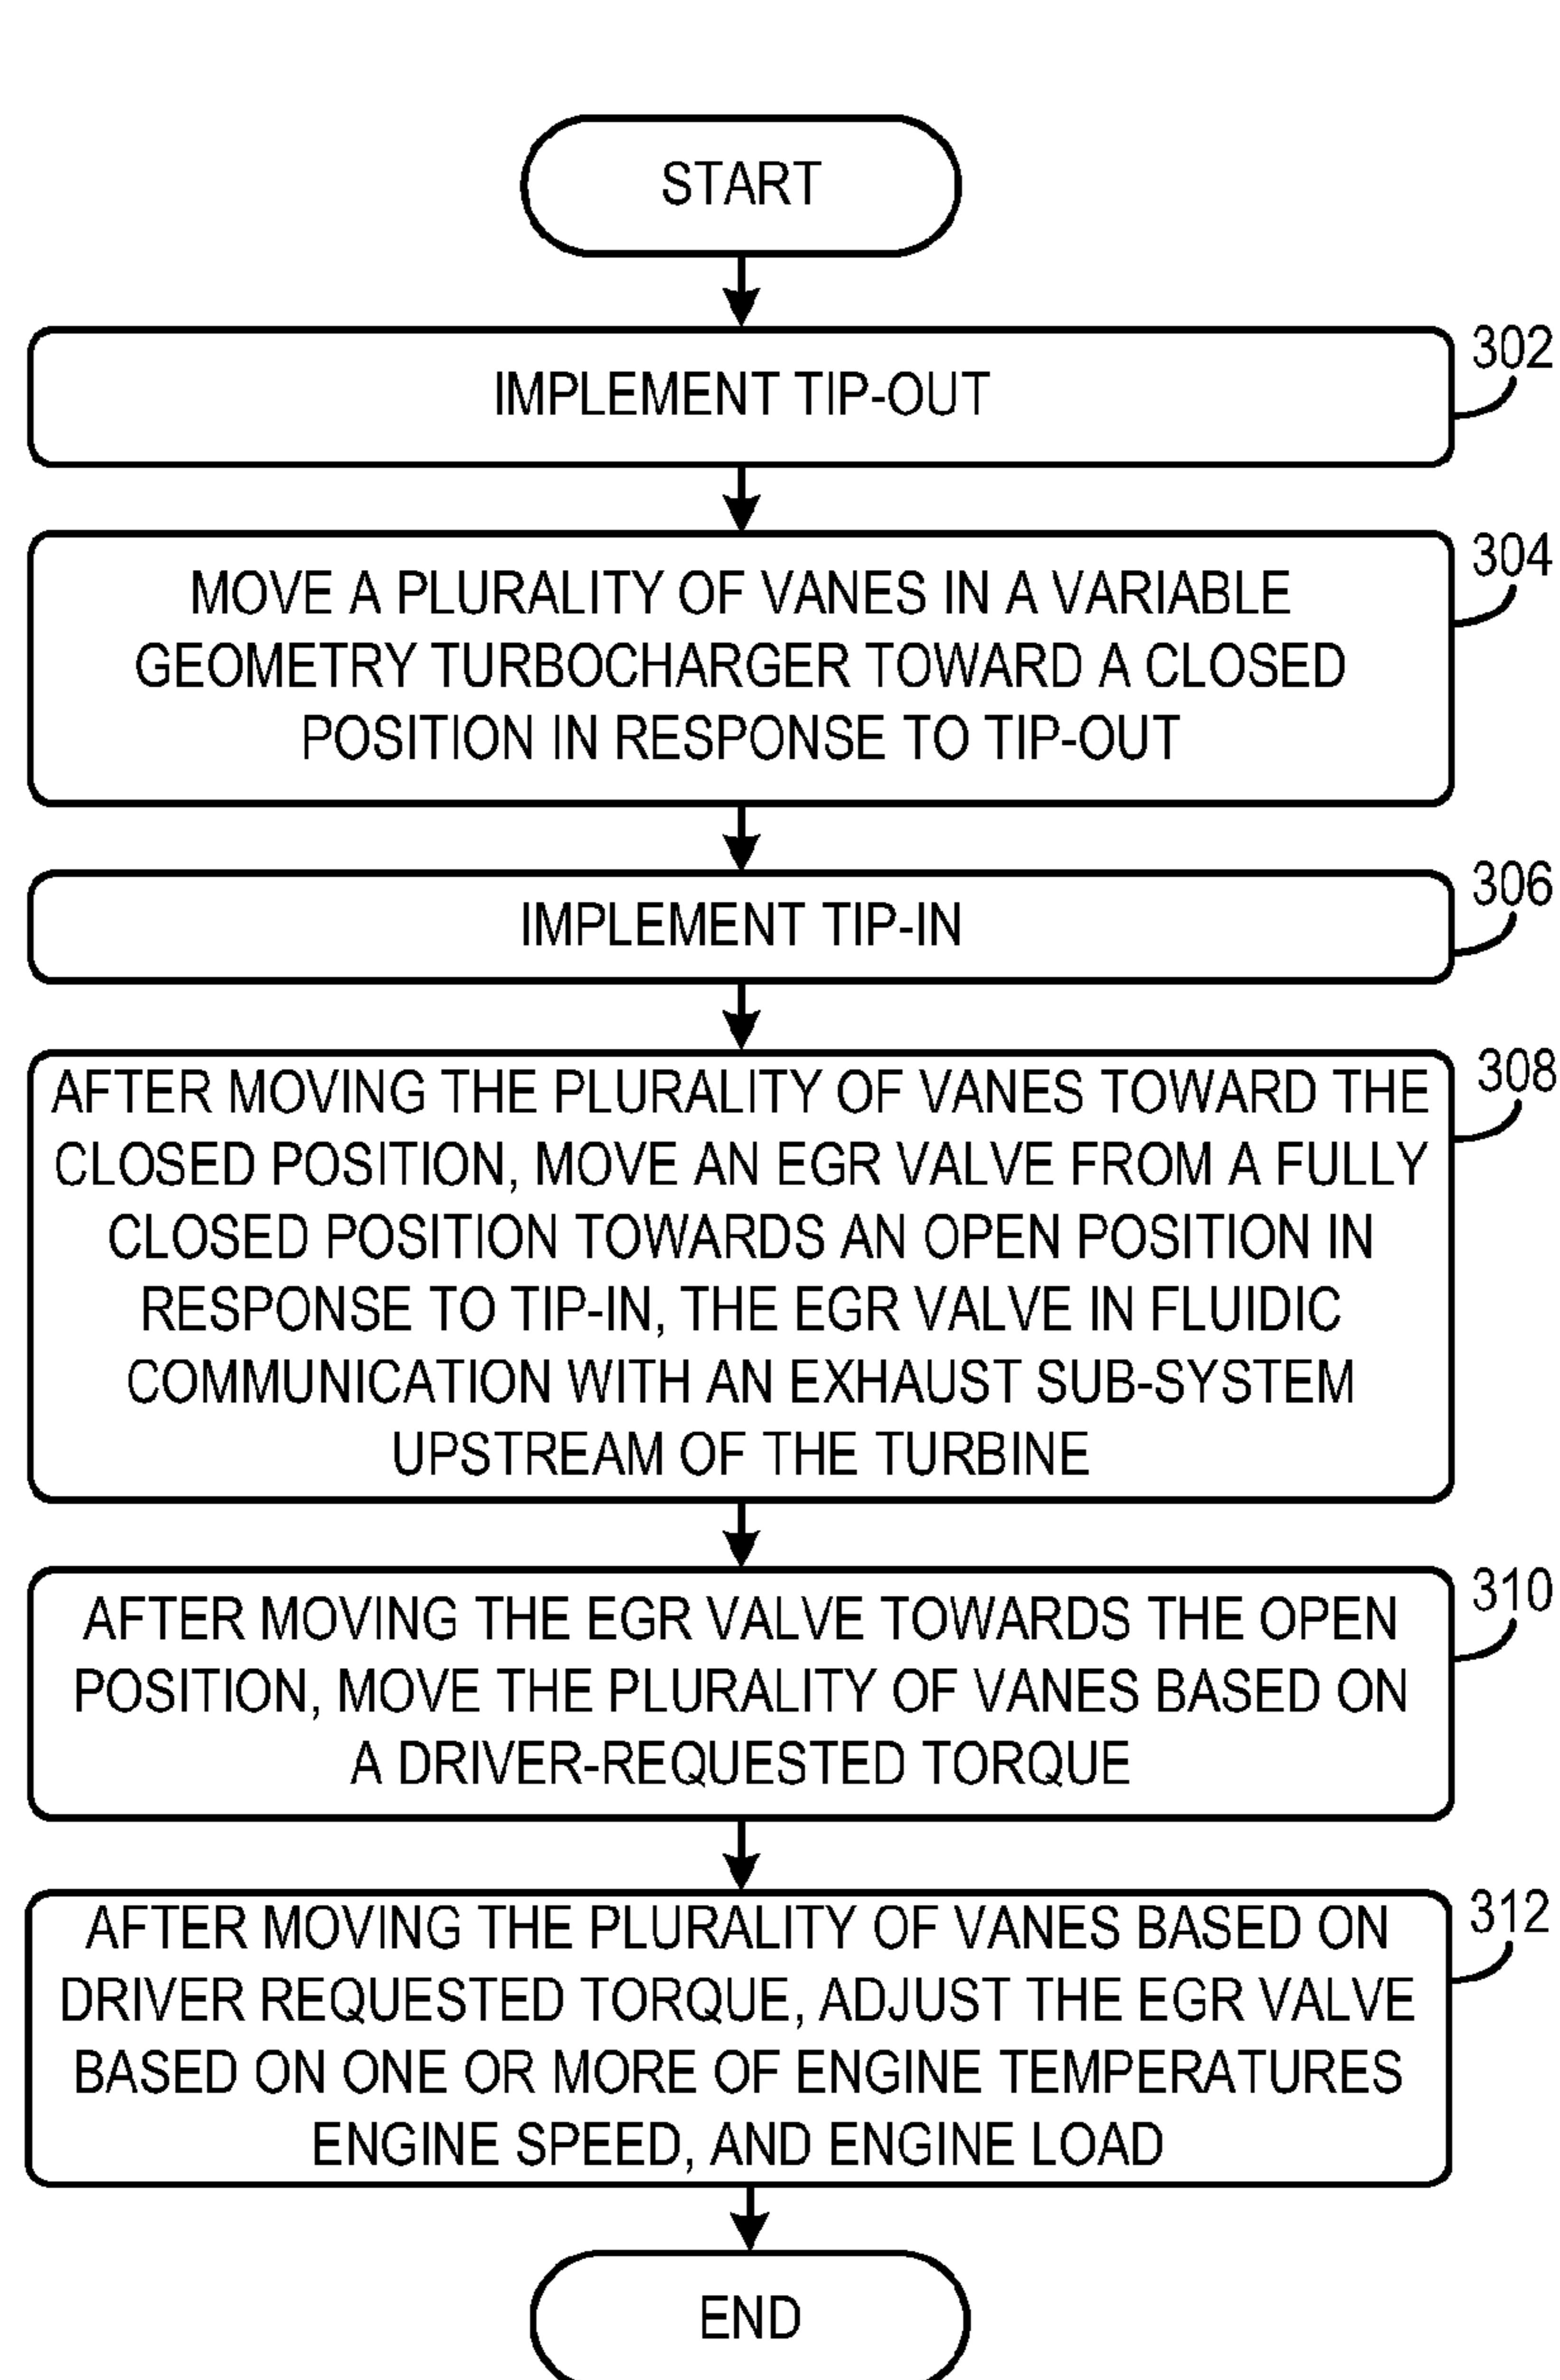 START
302
IMPLEMENT TIP-OUT
304
MOVE A PLURALITY OF VANES IN A VARIABLE
GEOMETRY TURBOCHARGER TOWARD A CLOSED
POSITION IN RESPONSE TO TIP-OUT
306
IMPLEMENT TIP-IN
308
AFTER MOVING THE PLURALITY OF VANES TOWARD THE
CLOSED POSITION, MOVE AN EGR VALVE FROM A FULLY
CLOSED POSITION TOWARDS AN OPEN POSITION IN
RESPONSE TO TIP-IN, THE EGR VALVE IN FLUIDIC
COMMUNICATION WITH AN EXHAUST SUB-SYSTEM
UPSTREAM OF THE TURBINE
310
AFTER MOVING THE EGR VALVE TOWARDS THE OPEN
POSITION, MOVE THE PLURALITY OF VANES BASED ON
A DRIVER-REQUESTED TORQUE
312
AFTER MOVING THE PLURALITY OF VANES BASED ON
DRIVER REQUESTED TORQUE, ADJUST THE EGR VALVE
BASED ON ONE OR MORE OF ENGINE TEMPERATURES
ENGINE SPEED, AND ENGINE LOAD
END